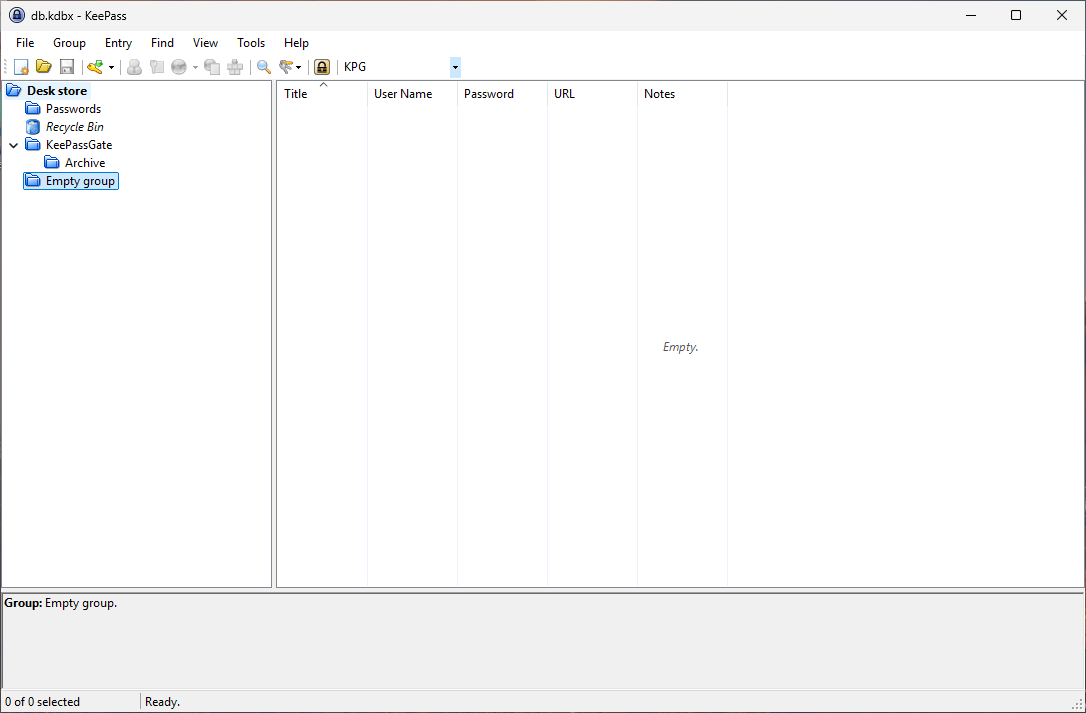 db.kdbx - KeePass
File Group Entry Find View Tools Help
KPG
Desk store
Passwords
Recycle Bin
KeePassGate
Archive
Empty group
Title User Name Password URL Notes
Empty.
Group: Empty group.
0 of 0 selected Ready.